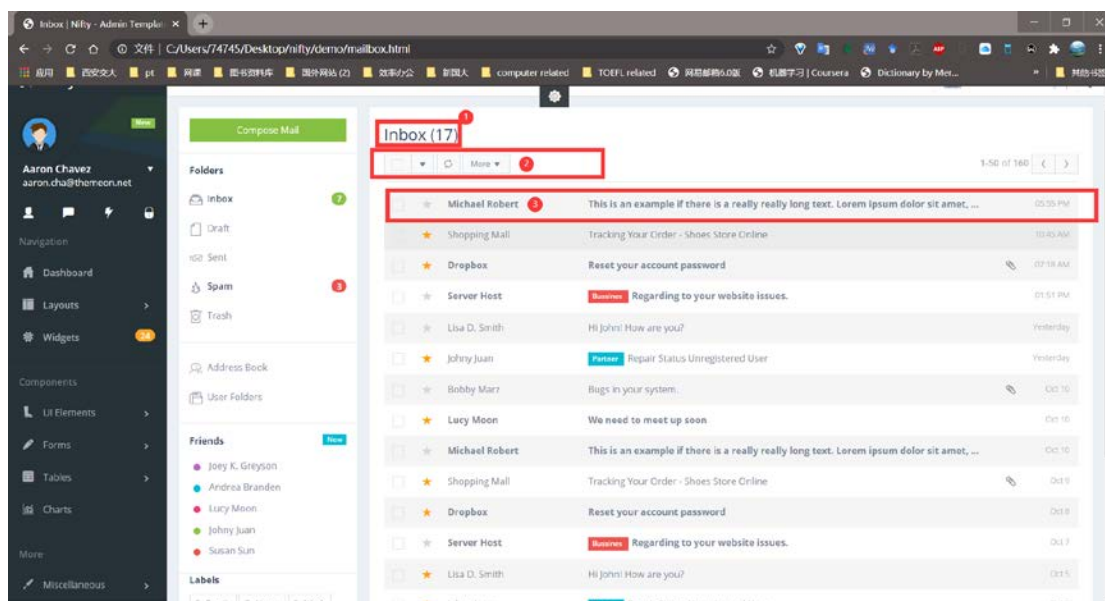 Inbox | Nifty - Admin Templat
文件 | C:/Users/74745/Desktop/nifty/demo/mailbox.html
应用 西安交大 pt 网课 图书资料库 国外网站 (2) 效率/办公 新国人 computer related TOEFL related 网易邮箱6.0版 机器学习 | Coursera Dictionary by Mer... » 其他书签
New
Aaron Chavez
aaron.cha@themeon.net
Navigation
Dashboard
Layouts
Widgets 24
Components
UI Elements
Forms
Tables
Charts
More
Miscellaneous
Compose Mail
Folders
Inbox 7
Draft
Sent
Spam 3
Trash
Address Book
User Folders
Friends New
Joey K. Greyson
Andrea Branden
Lucy Moon
Johny Juan
Susan Sun
Labels
Inbox (17) 1
More 2 1-50 of 160
Michael Robert 3 This is an example if there is a really really long text. Lorem ipsum dolor sit amet, ... 05:55 PM
Shopping Mall Tracking Your Order - Shoes Store Online 10:45 AM
Dropbox Reset your account password 07:18 AM
Server Host Bussines Regarding to your website issues. 01:51 PM
Lisa D. Smith Hi John! How are you? Yesterday
Johny Juan Partner Repair Status Unregistered User Yesterday
Bobby Marz Bugs in your system. Oct 10
Lucy Moon We need to meet up soon Oct 10
Michael Robert This is an example if there is a really really long text. Lorem ipsum dolor sit amet, ... Oct 10
Shopping Mall Tracking Your Order - Shoes Store Online Oct 9
Dropbox Reset your account password Oct 8
Server Host Bussines Regarding to your website issues. Oct 7
Lisa D. Smith Hi John! How are you? Oct 5